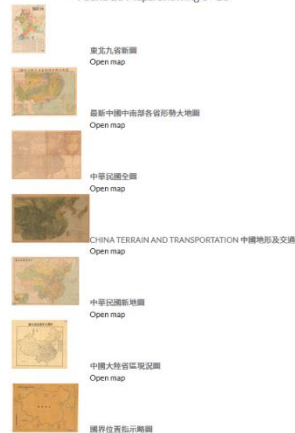 東北九省新圖
Open map
最新中國中南部各省形勢大地圖
Open map
中華民國全圖
Open map
CHINA TERRAIN AND TRANSPORTATION 中國地形及交通
Open map
中華民國新地圖
Open map
中國大陸省區現況圖
Open map
國界位置指示略圖